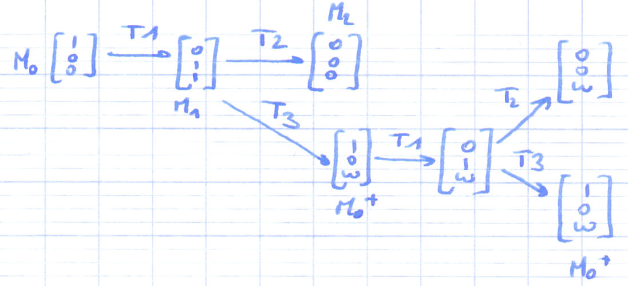 M₂
M₀ [1 0 0] T1 [0 1 1] T2 [0 0 0]
M₁
T3
[1 0 ω] T1 [0 1 ω] T2 [0 0 ω]
M₀⁺
T3 [1 0 ω]
M₀⁺